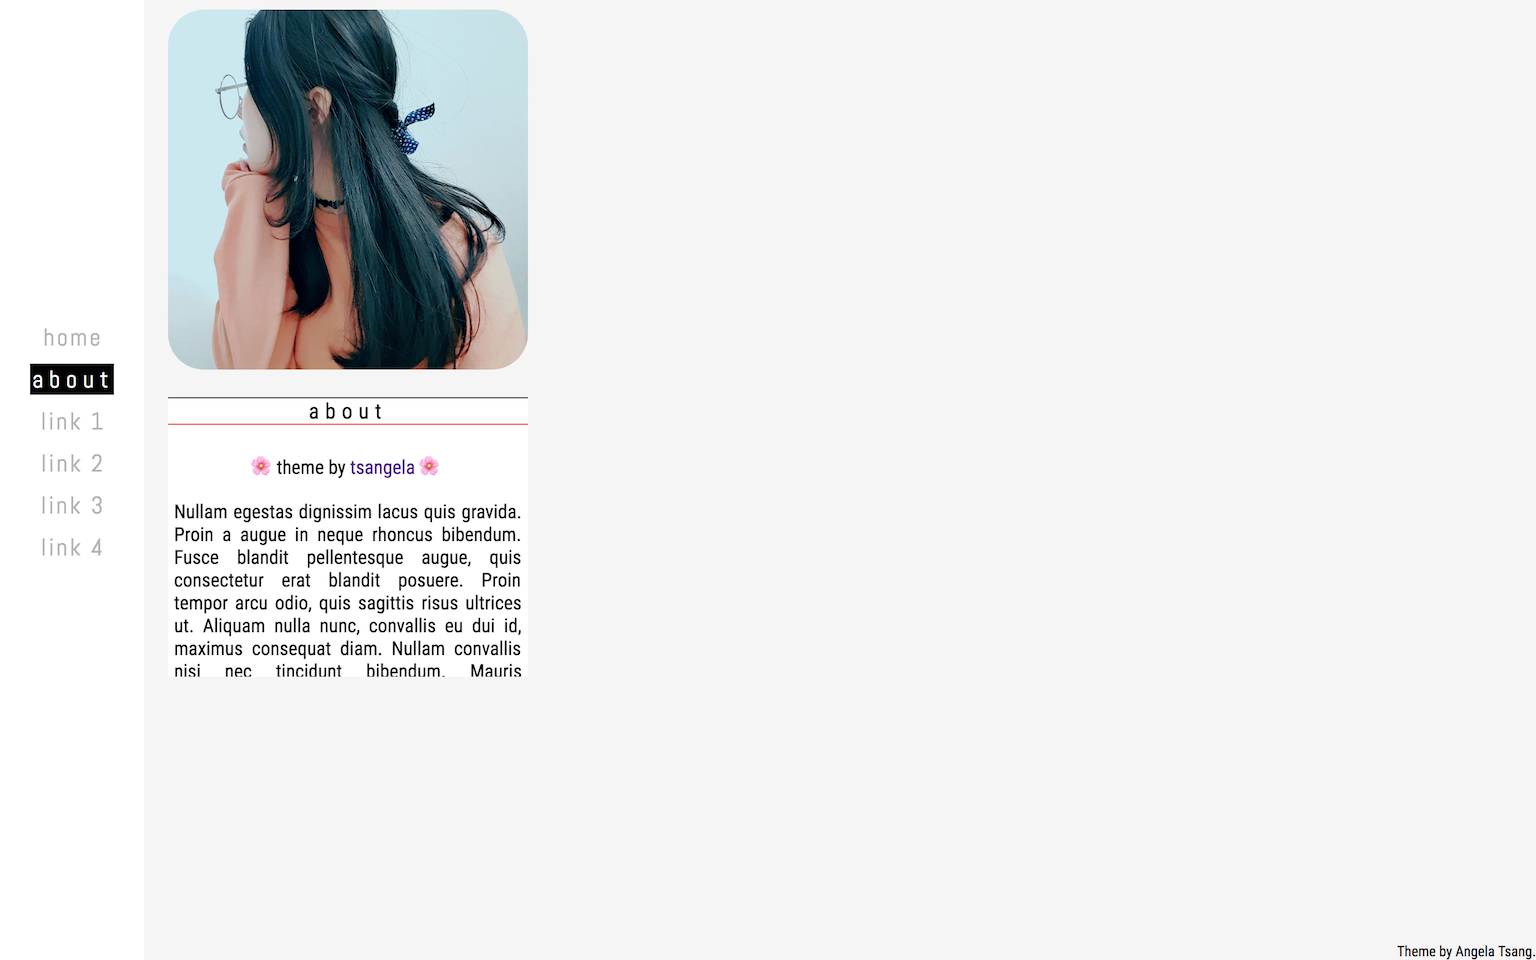 home
about
link 1
link 2
link 3
link 4
about
🌸 theme by tsangela 🌸
Nullam egestas dignissim lacus quis gravida.
Proin a augue in neque rhoncus bibendum.
Fusce blandit pellentesque augue, quis
consectetur erat blandit posuere. Proin
tempor arcu odio, quis sagittis risus ultrices
ut. Aliquam nulla nunc, convallis eu dui id,
maximus consequat diam. Nullam convallis
nisi nec tincidunt bibendum. Mauris
Theme by Angela Tsang.